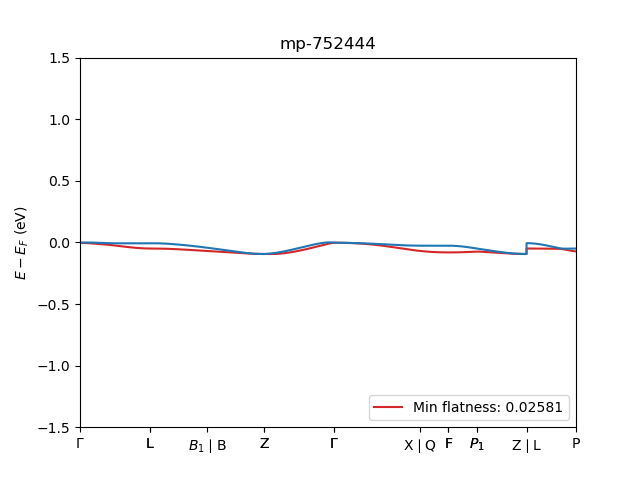 mp-752444
1.5
1.0
0.5
0.0
−0.5
−1.0
−1.5
E − E_F (eV)
Min flatness: 0.02581
Γ L B₁ | B Z Γ X | Q F P₁ Z | L P